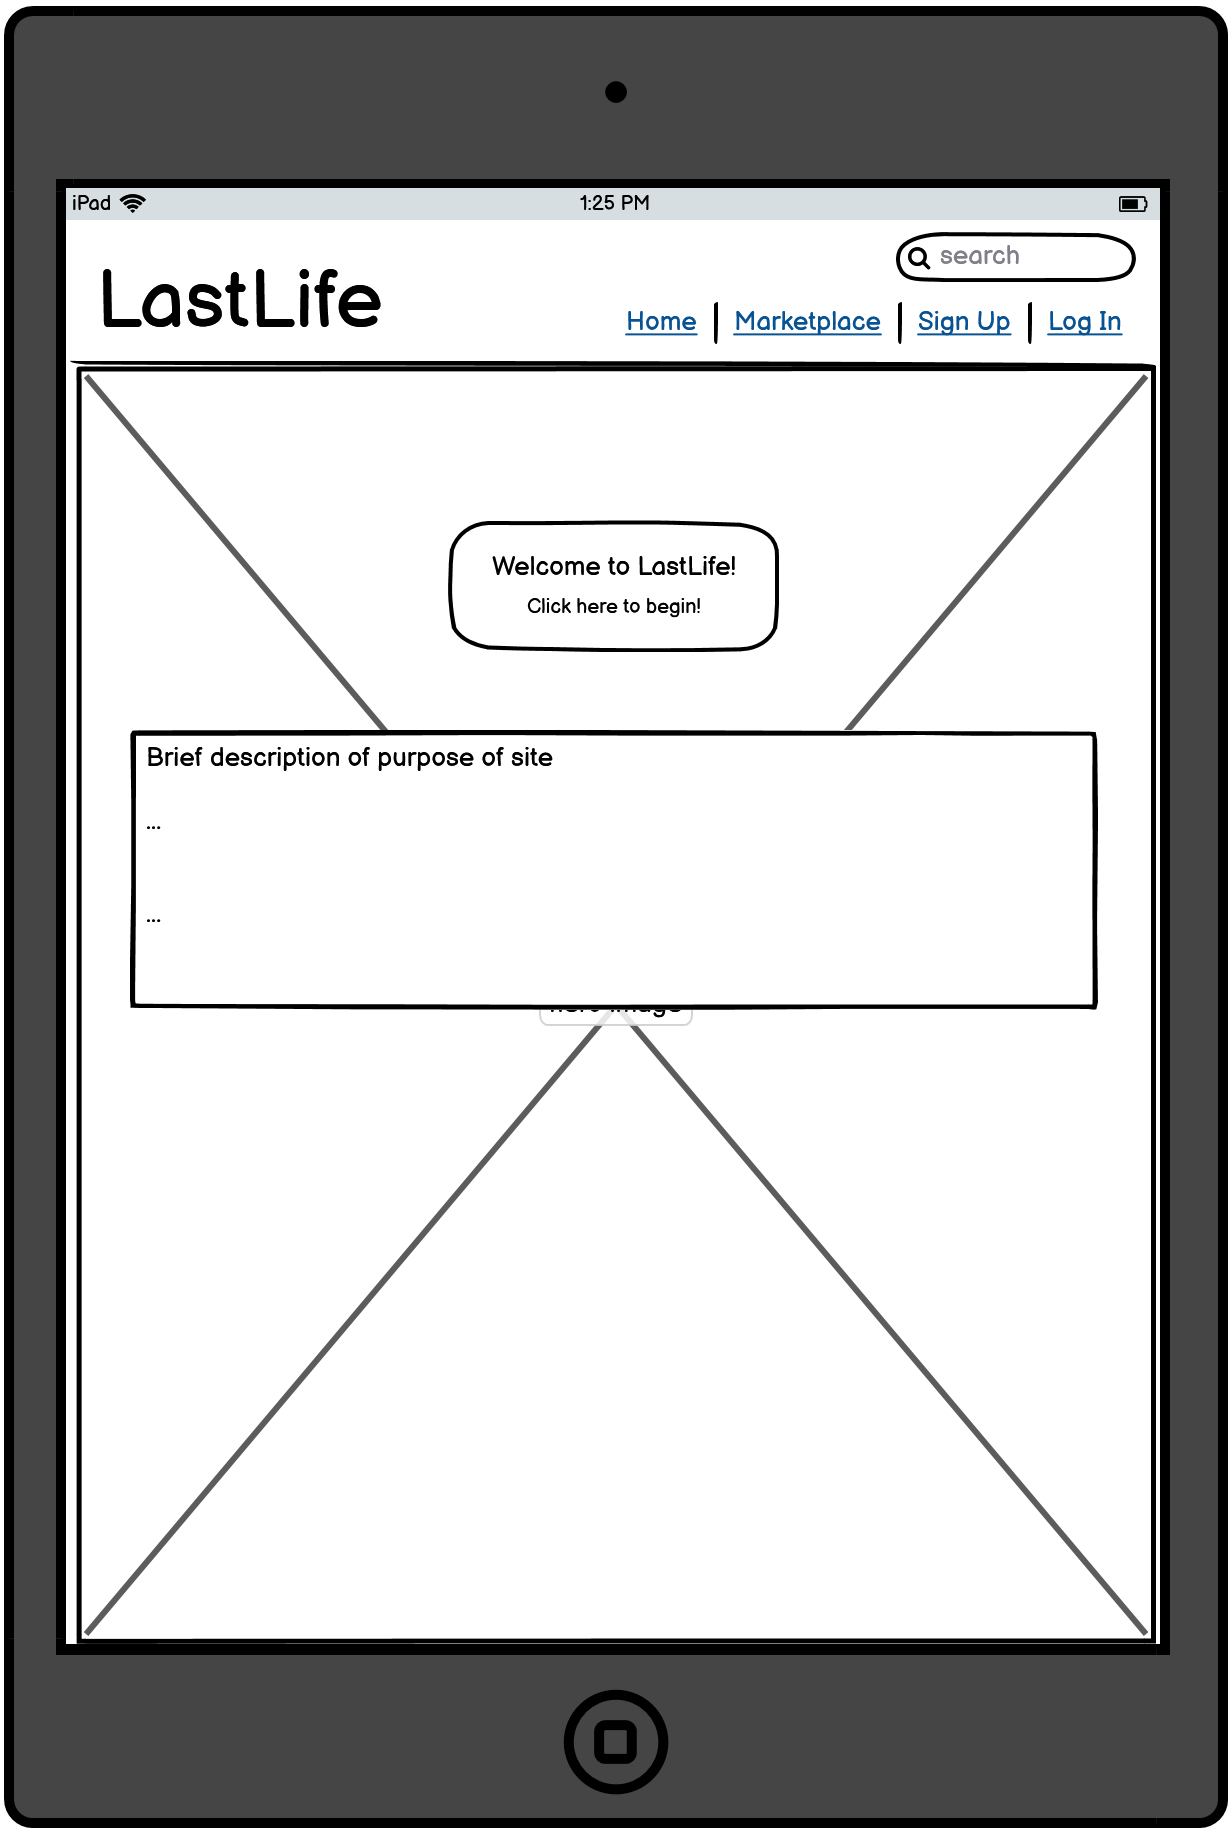 iPad 1:25 PM
search
LastLife
Home Marketplace Sign Up Log In
Welcome to LastLife!
Click here to begin!
Brief description of purpose of site
...
...